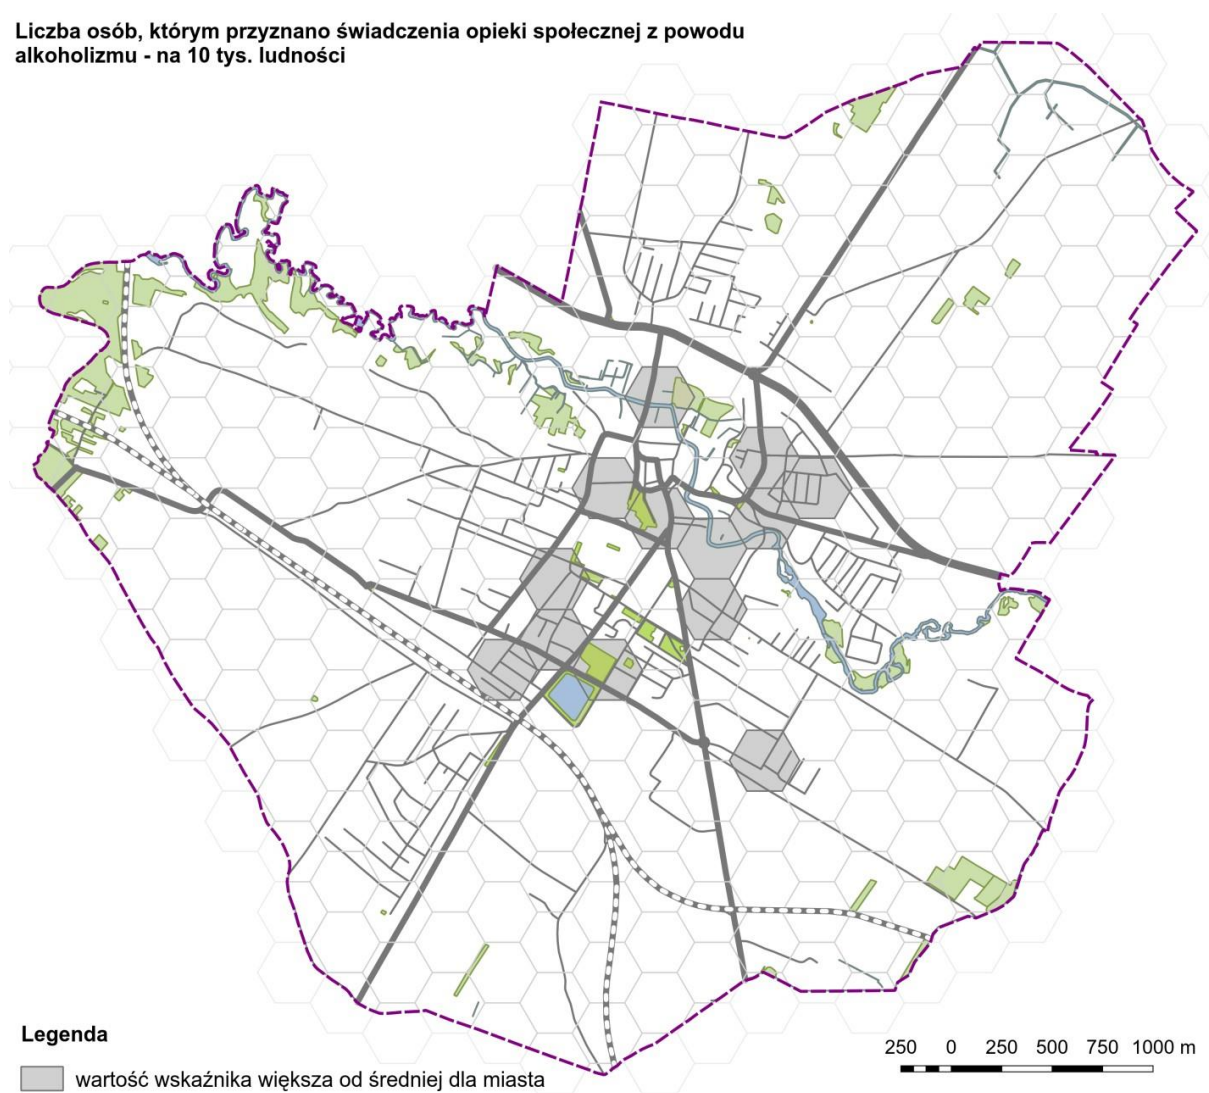 Liczba osób, którym przyznano świadczenia opieki społecznej z powodu
alkoholizmu - na 10 tys. ludności
Legenda
wartość wskaźnika większa od średniej dla miasta
250 0 250 500 750 1000 m